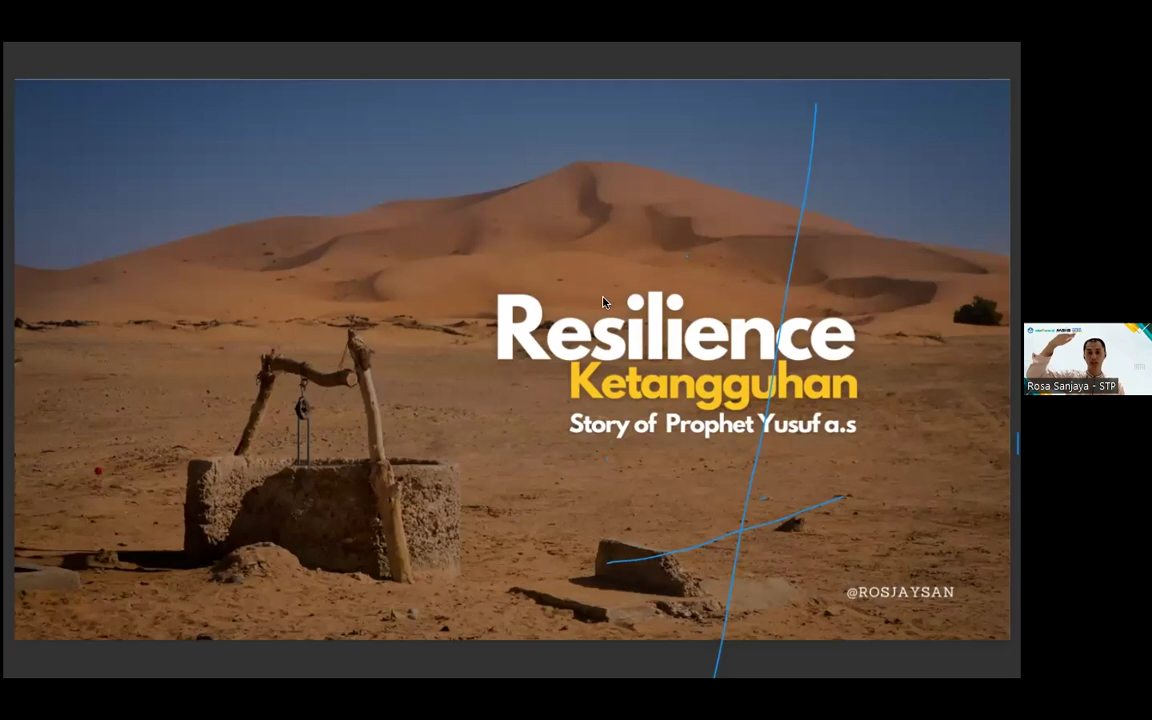 Resilience
Ketangguhan
Story of Prophet Yusuf a.s
@ROSJAYSAN
Rosa Sanjaya - STP